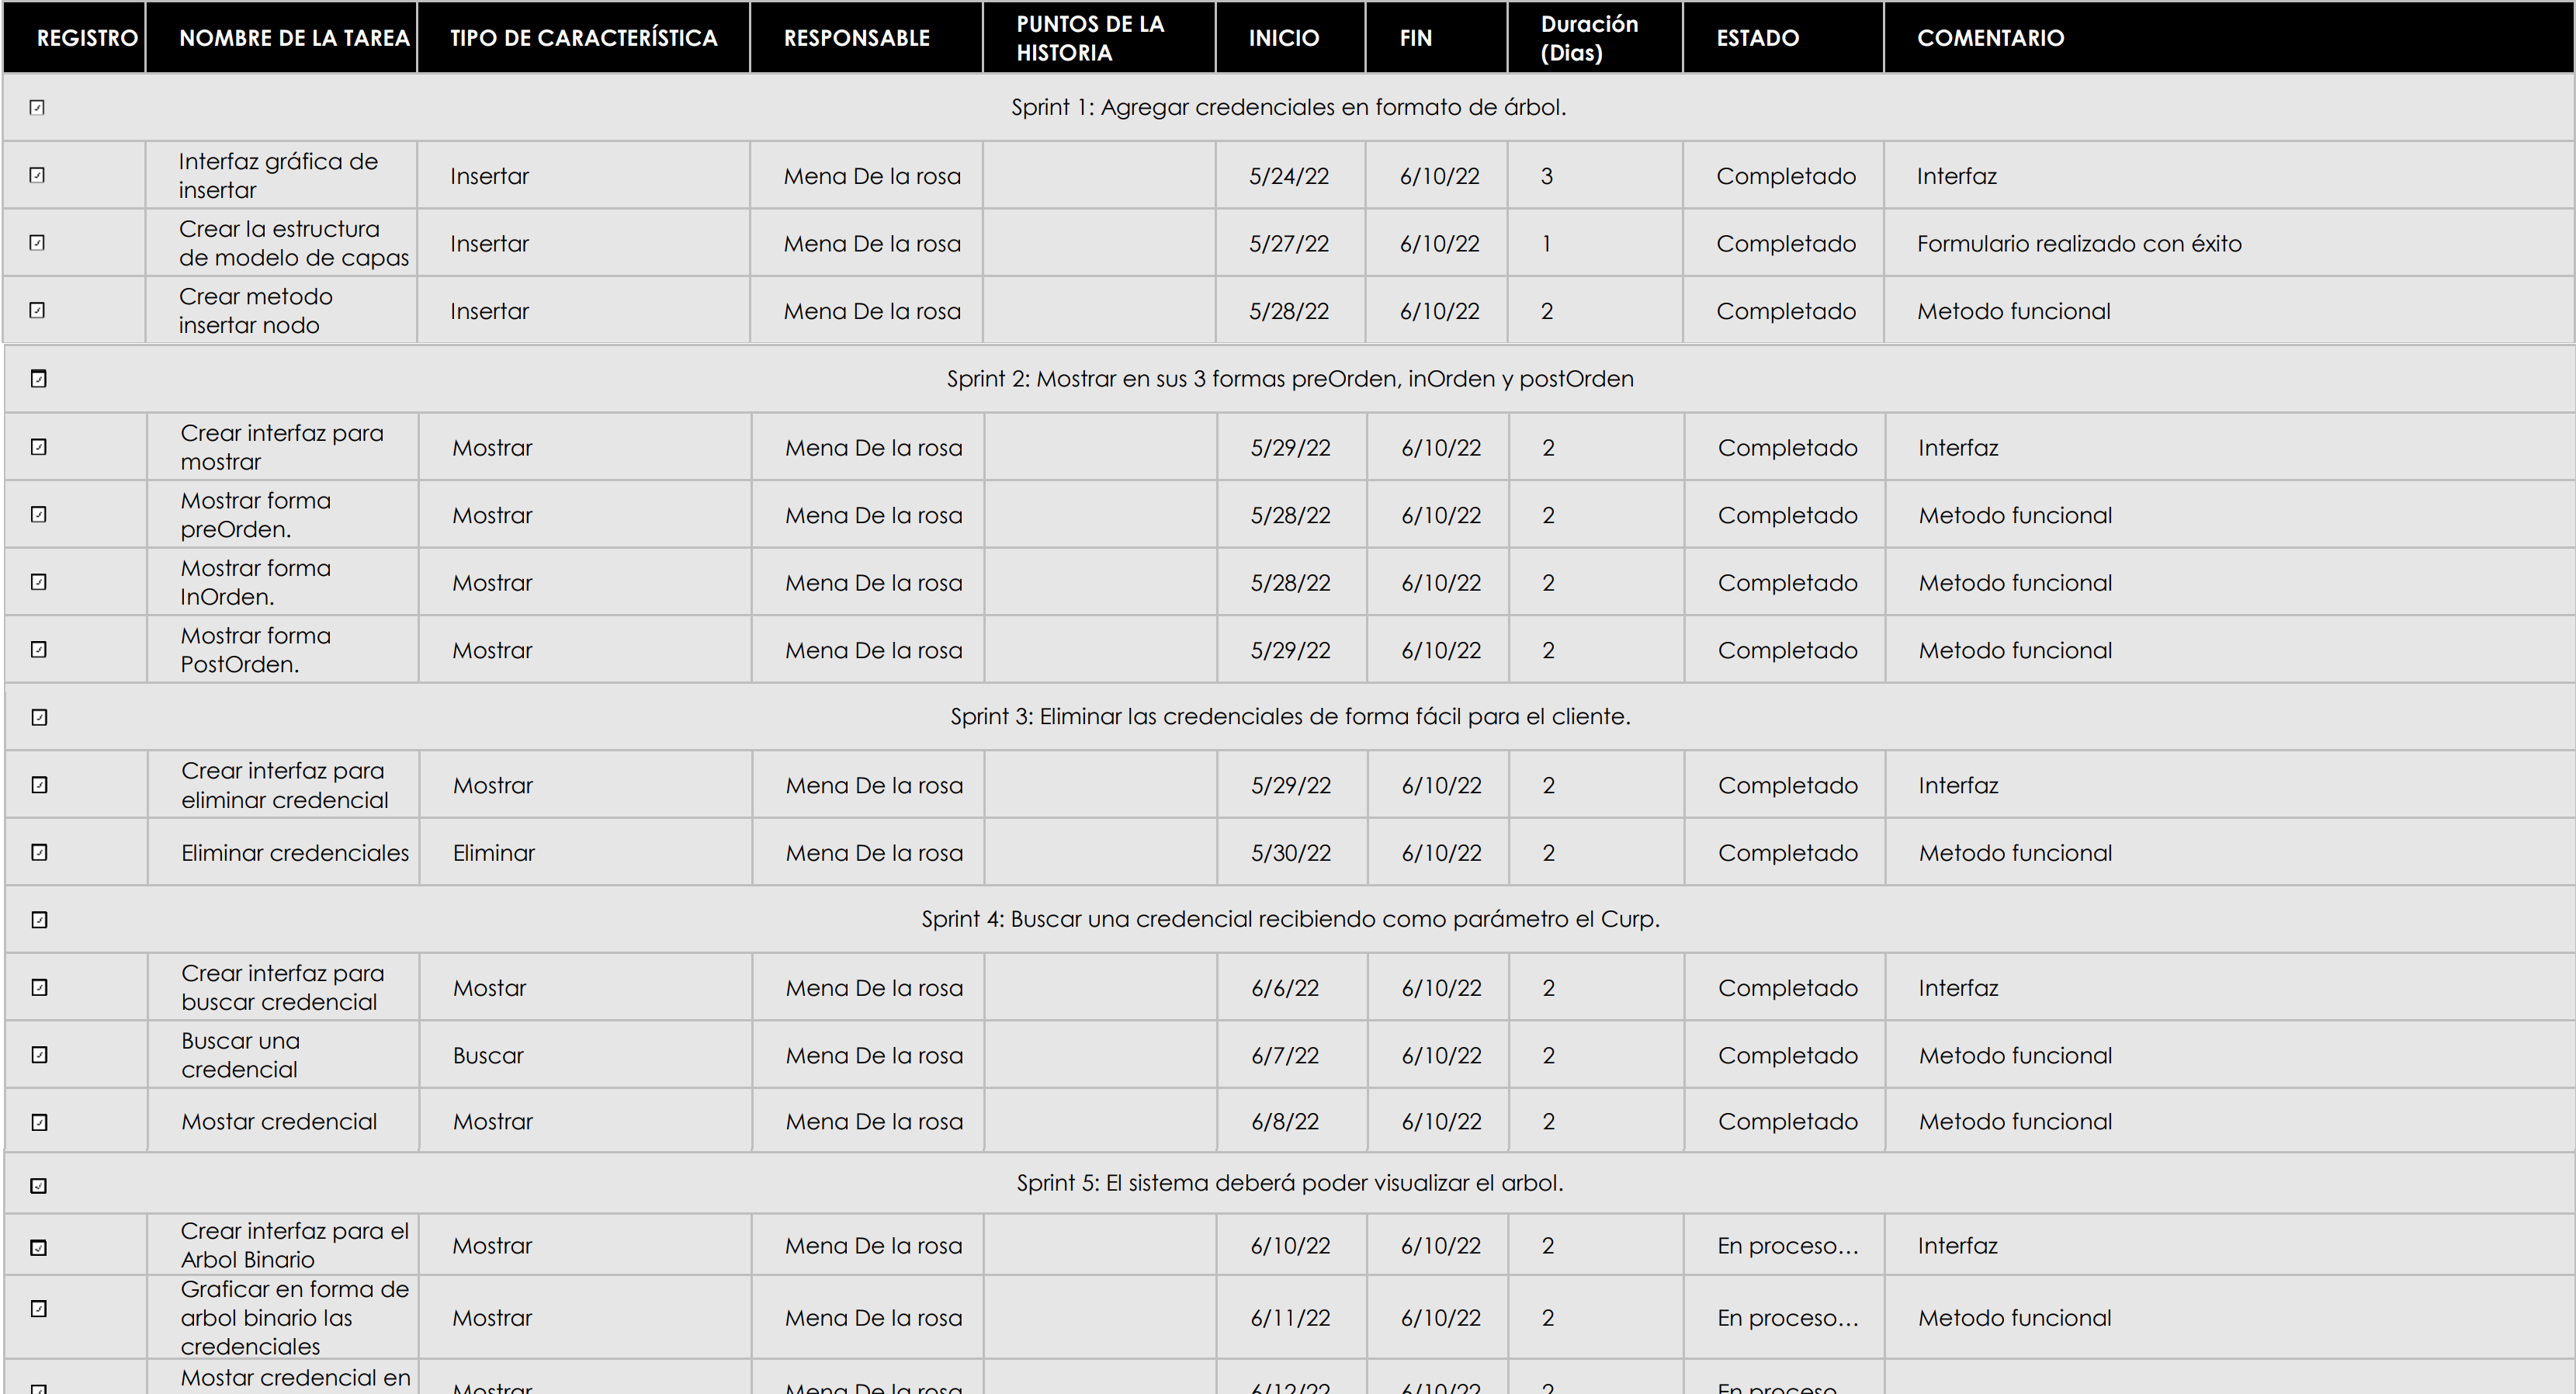 REGISTRO NOMBRE DE LA TAREA TIPO DE CARACTERÍSTICA RESPONSABLE PUNTOS DE LA HISTORIA INICIO FIN Duración (Dias) ESTADO COMENTARIO
Sprint 1: Agregar credenciales en formato de árbol.
Interfaz gráfica de insertar Insertar Mena De la rosa 5/24/22 6/10/22 3 Completado Interfaz
Crear la estructura de modelo de capas Insertar Mena De la rosa 5/27/22 6/10/22 1 Completado Formulario realizado con éxito
Crear metodo insertar nodo Insertar Mena De la rosa 5/28/22 6/10/22 2 Completado Metodo funcional
Sprint 2: Mostrar en sus 3 formas preOrden, inOrden y postOrden
Crear interfaz para mostrar Mostrar Mena De la rosa 5/29/22 6/10/22 2 Completado Interfaz
Mostrar forma preOrden. Mostrar Mena De la rosa 5/28/22 6/10/22 2 Completado Metodo funcional
Mostrar forma InOrden. Mostrar Mena De la rosa 5/28/22 6/10/22 2 Completado Metodo funcional
Mostrar forma PostOrden. Mostrar Mena De la rosa 5/29/22 6/10/22 2 Completado Metodo funcional
Sprint 3: Eliminar las credenciales de forma fácil para el cliente.
Crear interfaz para eliminar credencial Mostrar Mena De la rosa 5/29/22 6/10/22 2 Completado Interfaz
Eliminar credenciales Eliminar Mena De la rosa 5/30/22 6/10/22 2 Completado Metodo funcional
Sprint 4: Buscar una credencial recibiendo como parámetro el Curp.
Crear interfaz para buscar credencial Mostar Mena De la rosa 6/6/22 6/10/22 2 Completado Interfaz
Buscar una credencial Buscar Mena De la rosa 6/7/22 6/10/22 2 Completado Metodo funcional
Mostar credencial Mostrar Mena De la rosa 6/8/22 6/10/22 2 Completado Metodo funcional
Sprint 5: El sistema deberá poder visualizar el arbol.
Crear interfaz para el Arbol Binario Mostrar Mena De la rosa 6/10/22 6/10/22 2 En proceso... Interfaz
Graficar en forma de arbol binario las credenciales Mostrar Mena De la rosa 6/11/22 6/10/22 2 En proceso... Metodo funcional
Mostar credencial en Mostrar Mena De la rosa 6/12/22 6/10/22 2 En proceso